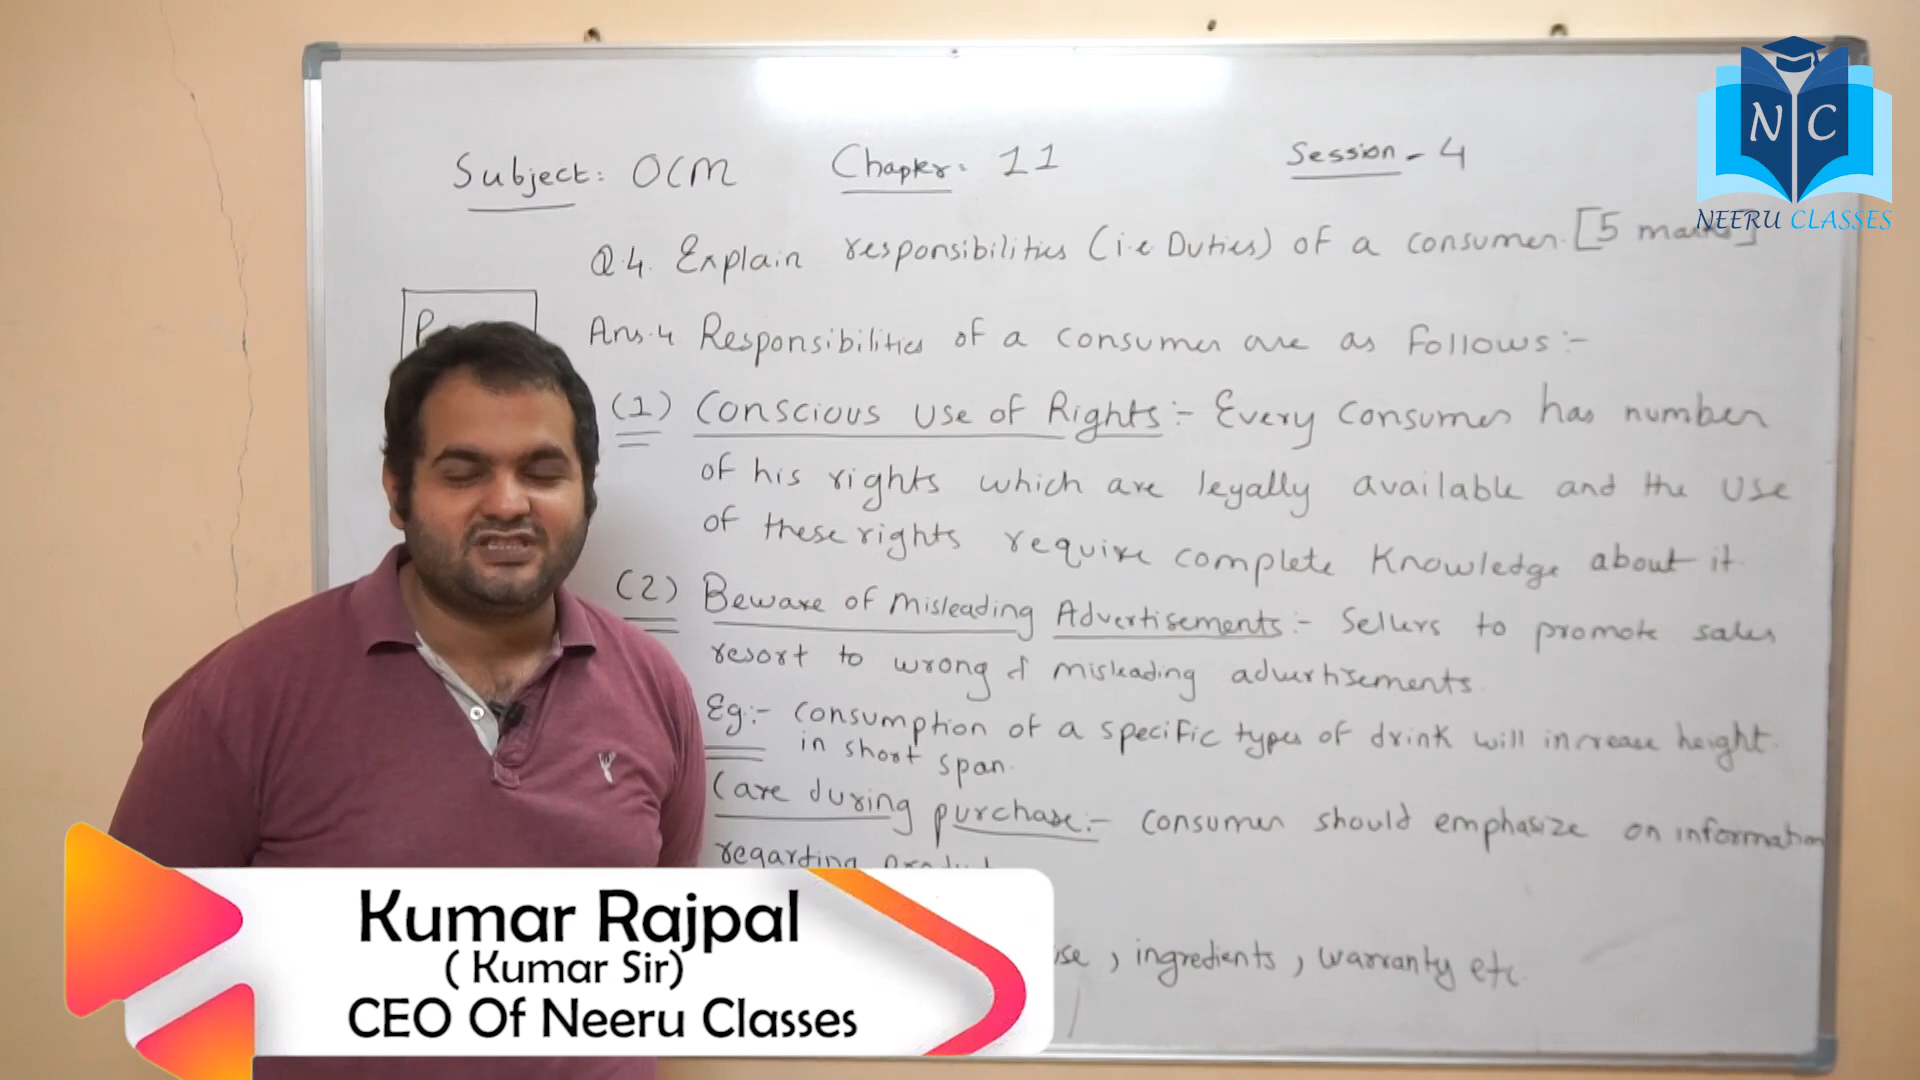 N C
NEERU CLASSES
Subject: OCM Chapter: 11 Session - 4
Q.4. Explain responsibilities (i.e Duties) of a consumer. [5 marks]
Ans.4 Responsibilities of a consumer are as follows:-
(1) Conscious Use of Rights:- Every Consumer has number
of his rights which are legally available and the use
of these rights require complete knowledge about it
(2) Beware of Misleading Advertisements:- Sellers to promote sales
resort to wrong & misleading advertisements.
Eg:- Consumption of a specific types of drink will increase height
in short span.
Care during purchase:- Consumer should emphasize on information
regarding
, ingredients, warranty etc.
Kumar Rajpal
( Kumar Sir)
CEO Of Neeru Classes